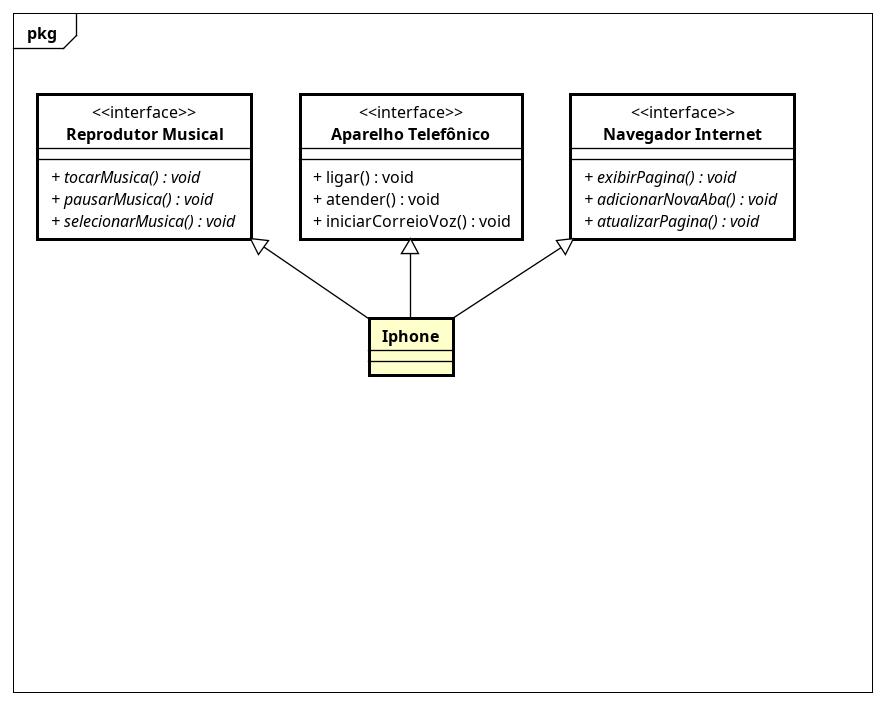 pkg
<<interface>>
Reprodutor Musical
+ tocarMusica() : void
+ pausarMusica() : void
+ selecionarMusica() : void
<<interface>>
Aparelho Telefônico
+ ligar() : void
+ atender() : void
+ iniciarCorreioVoz() : void
<<interface>>
Navegador Internet
+ exibirPagina() : void
+ adicionarNovaAba() : void
+ atualizarPagina() : void
Iphone